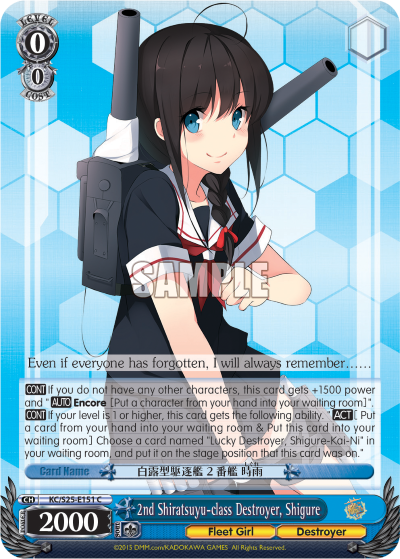 LEVEL
0
0
COST
SAMPLE
Even if everyone has forgotten, I will always remember……
CONT If you do not have any other characters, this card gets +1500 power
and " AUTO Encore [Put a character from your hand into your waiting room]".
CONT If your level is 1 or higher, this card gets the following ability. " ACT [ Put
a card from your hand into your waiting room & Put this card into your
waiting room] Choose a card named "Lucky Destroyer, Shigure-Kai-Ni" in
your waiting room, and put it on the stage position that this card was on."
Card Name
白露型駆逐艦 2番艦 時雨
しぐれ
CH
KC/S25-E151 C
2nd Shiratsuyu-class Destroyer, Shigure
POWER
2000
SOUL
Fleet Girl
Destroyer
©2015 DMM.com/KADOKAWA GAMES All Rights Reserved.